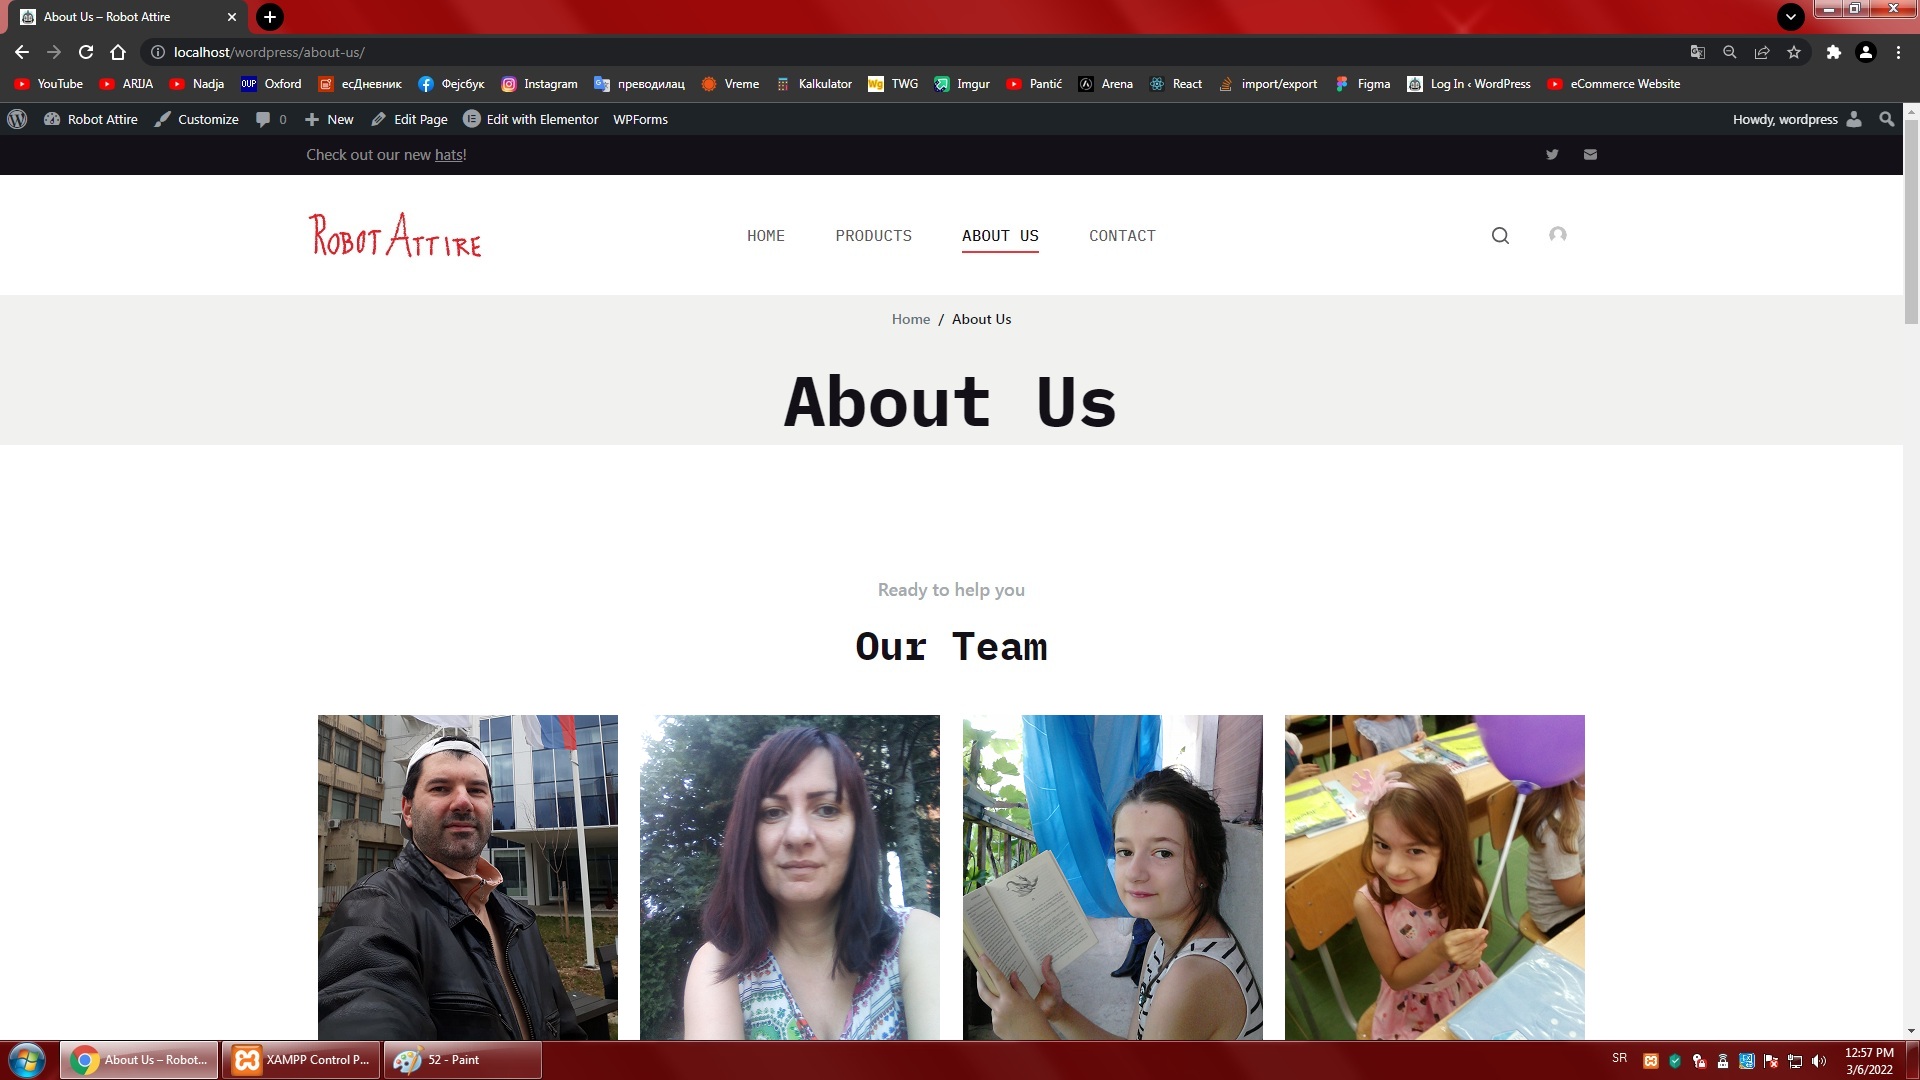 About Us – Robot Attire
localhost/wordpress/about-us/
YouTube ARIJA Nadja Oxford есДневник Фејсбук Instagram преводилац Vreme Kalkulator TWG Imgur Pantić Arena React import/export Figma Log In ‹ WordPress eCommerce Website
Robot Attire Customize 0 New Edit Page Edit with Elementor WPForms Howdy, wordpress
Check out our new hats!
ROBOT ATTIRE HOME PRODUCTS ABOUT US CONTACT
Home / About Us
About Us
Ready to help you
Our Team
About Us – Robot... XAMPP Control P... 52 - Paint SR 12:57 PM
3/6/2022